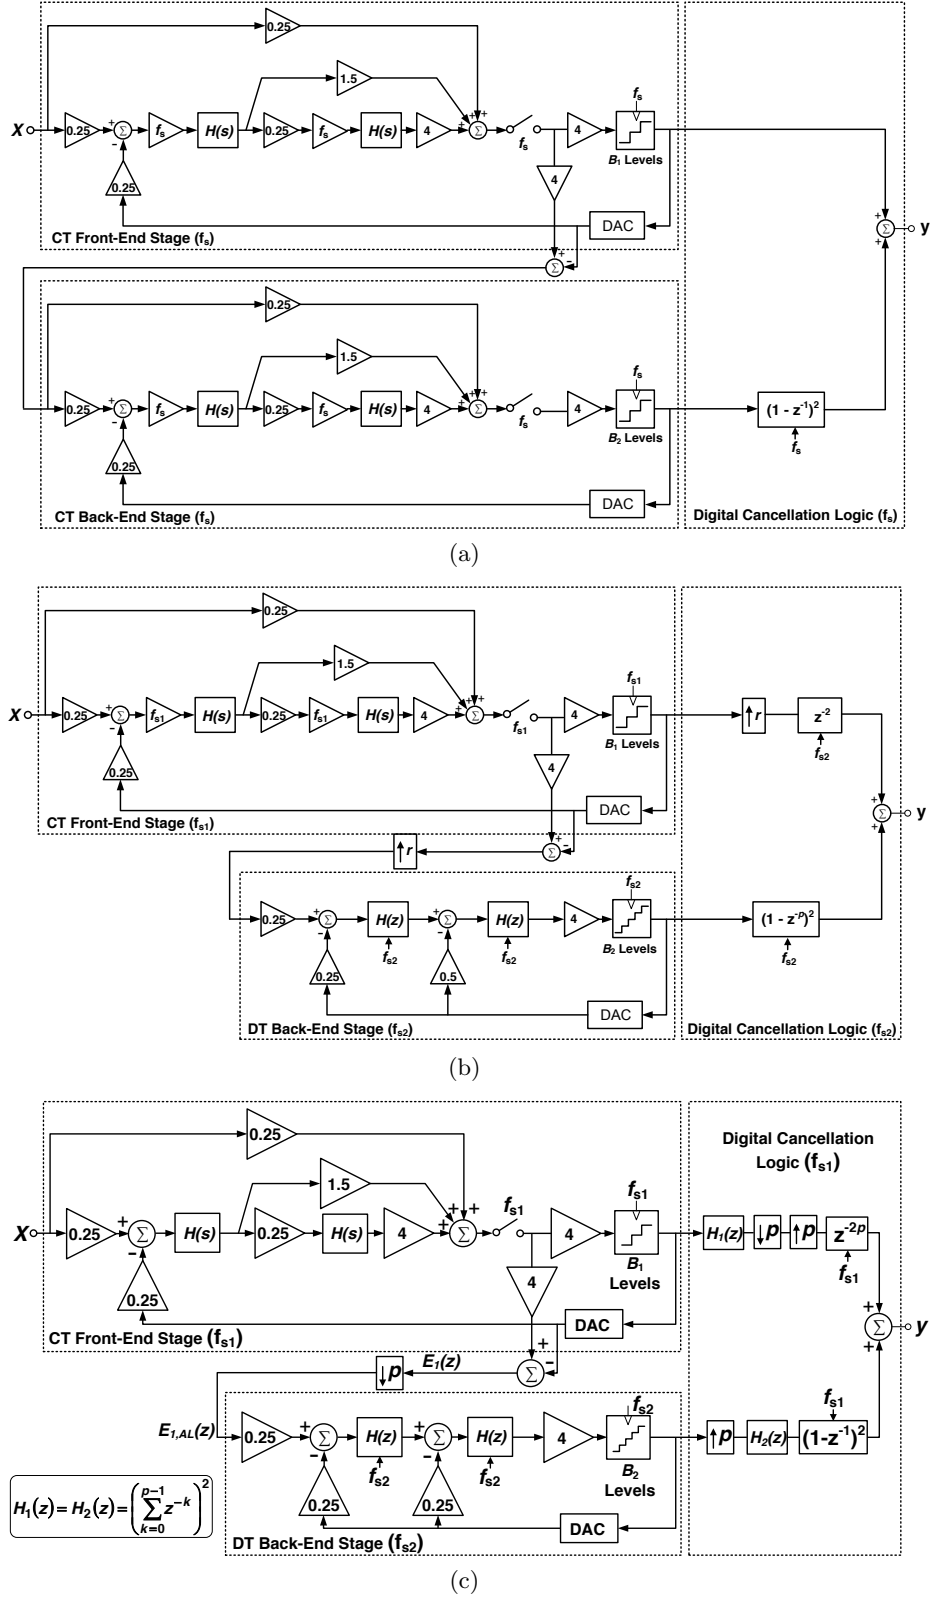 0.25
1.5
X
0.25
+
Σ
-
f_s
H(s)
0.25
f_s
H(s)
4
+
+
+
Σ
f_s
4
f_s
B_1 Levels
4
0.25
DAC
CT Front-End Stage (f_s)
+
-
Σ
+
+
Σ
y
0.25
1.5
0.25
+
Σ
-
f_s
H(s)
0.25
f_s
H(s)
4
+
+
+
Σ
f_s
4
f_s
B_2 Levels
(1 - z^-1)^2
f_s
0.25
DAC
CT Back-End Stage (f_s)
Digital Cancellation Logic (f_s)
(a)
0.25
1.5
X
0.25
+
Σ
-
f_s1
H(s)
0.25
f_s1
H(s)
4
+
+
+
Σ
f_s1
4
f_s1
B_1 Levels
↑r
z^-2
f_s2
4
0.25
DAC
CT Front-End Stage (f_s1)
+
-
Σ
↑r
+
+
Σ
y
0.25
+
Σ
-
H(z)
f_s2
+
Σ
-
H(z)
f_s2
4
f_s2
B_2 Levels
(1 - z^-p)^2
f_s2
0.25
0.5
DAC
DT Back-End Stage (f_s2)
Digital Cancellation Logic (f_s2)
(b)
0.25
1.5
Digital Cancellation
Logic (f_s1)
X
0.25
+
Σ
-
H(s)
0.25
H(s)
4
+
+
+
Σ
f_s1
4
f_s1
B_1
Levels
H_1(z)
↓p
↑p
z^-2p
f_s1
4
0.25
DAC
CT Front-End Stage (f_s1)
+
-
Σ
E_1(z)
↓p
+
+
Σ
y
E_1,AL(z)
0.25
+
Σ
-
H(z)
f_s2
+
Σ
-
H(z)
f_s2
4
f_s2
B_2
Levels
↑p
H_2(z)
f_s1
(1-z^-1)^2
0.25
0.25
DAC
DT Back-End Stage (f_s2)
H_1(z) = H_2(z) = (∑_{k=0}^{p-1} z^-k)^2
(c)